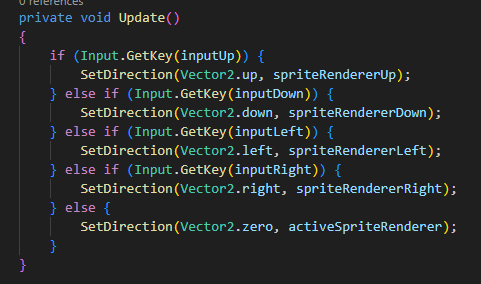 0 references
private void Update()
{
if (Input.GetKey(inputUp)) {
SetDirection(Vector2.up, spriteRendererUp);
} else if (Input.GetKey(inputDown)) {
SetDirection(Vector2.down, spriteRendererDown);
} else if (Input.GetKey(inputLeft)) {
SetDirection(Vector2.left, spriteRendererLeft);
} else if (Input.GetKey(inputRight)) {
SetDirection(Vector2.right, spriteRendererRight);
} else {
SetDirection(Vector2.zero, activeSpriteRenderer);
}
}